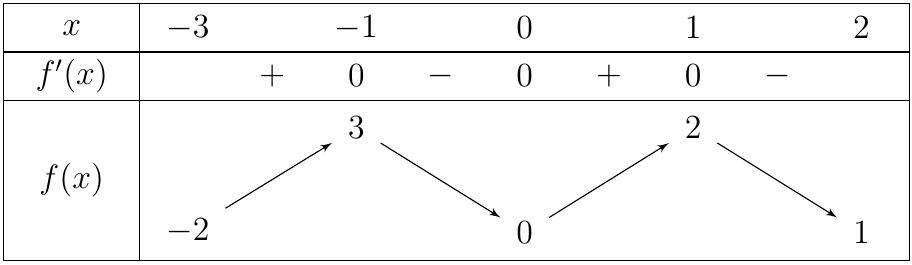 x −3 −1 0 1 2
f′(x) + 0 − 0 + 0 −
3 2
f(x)
−2 0 1